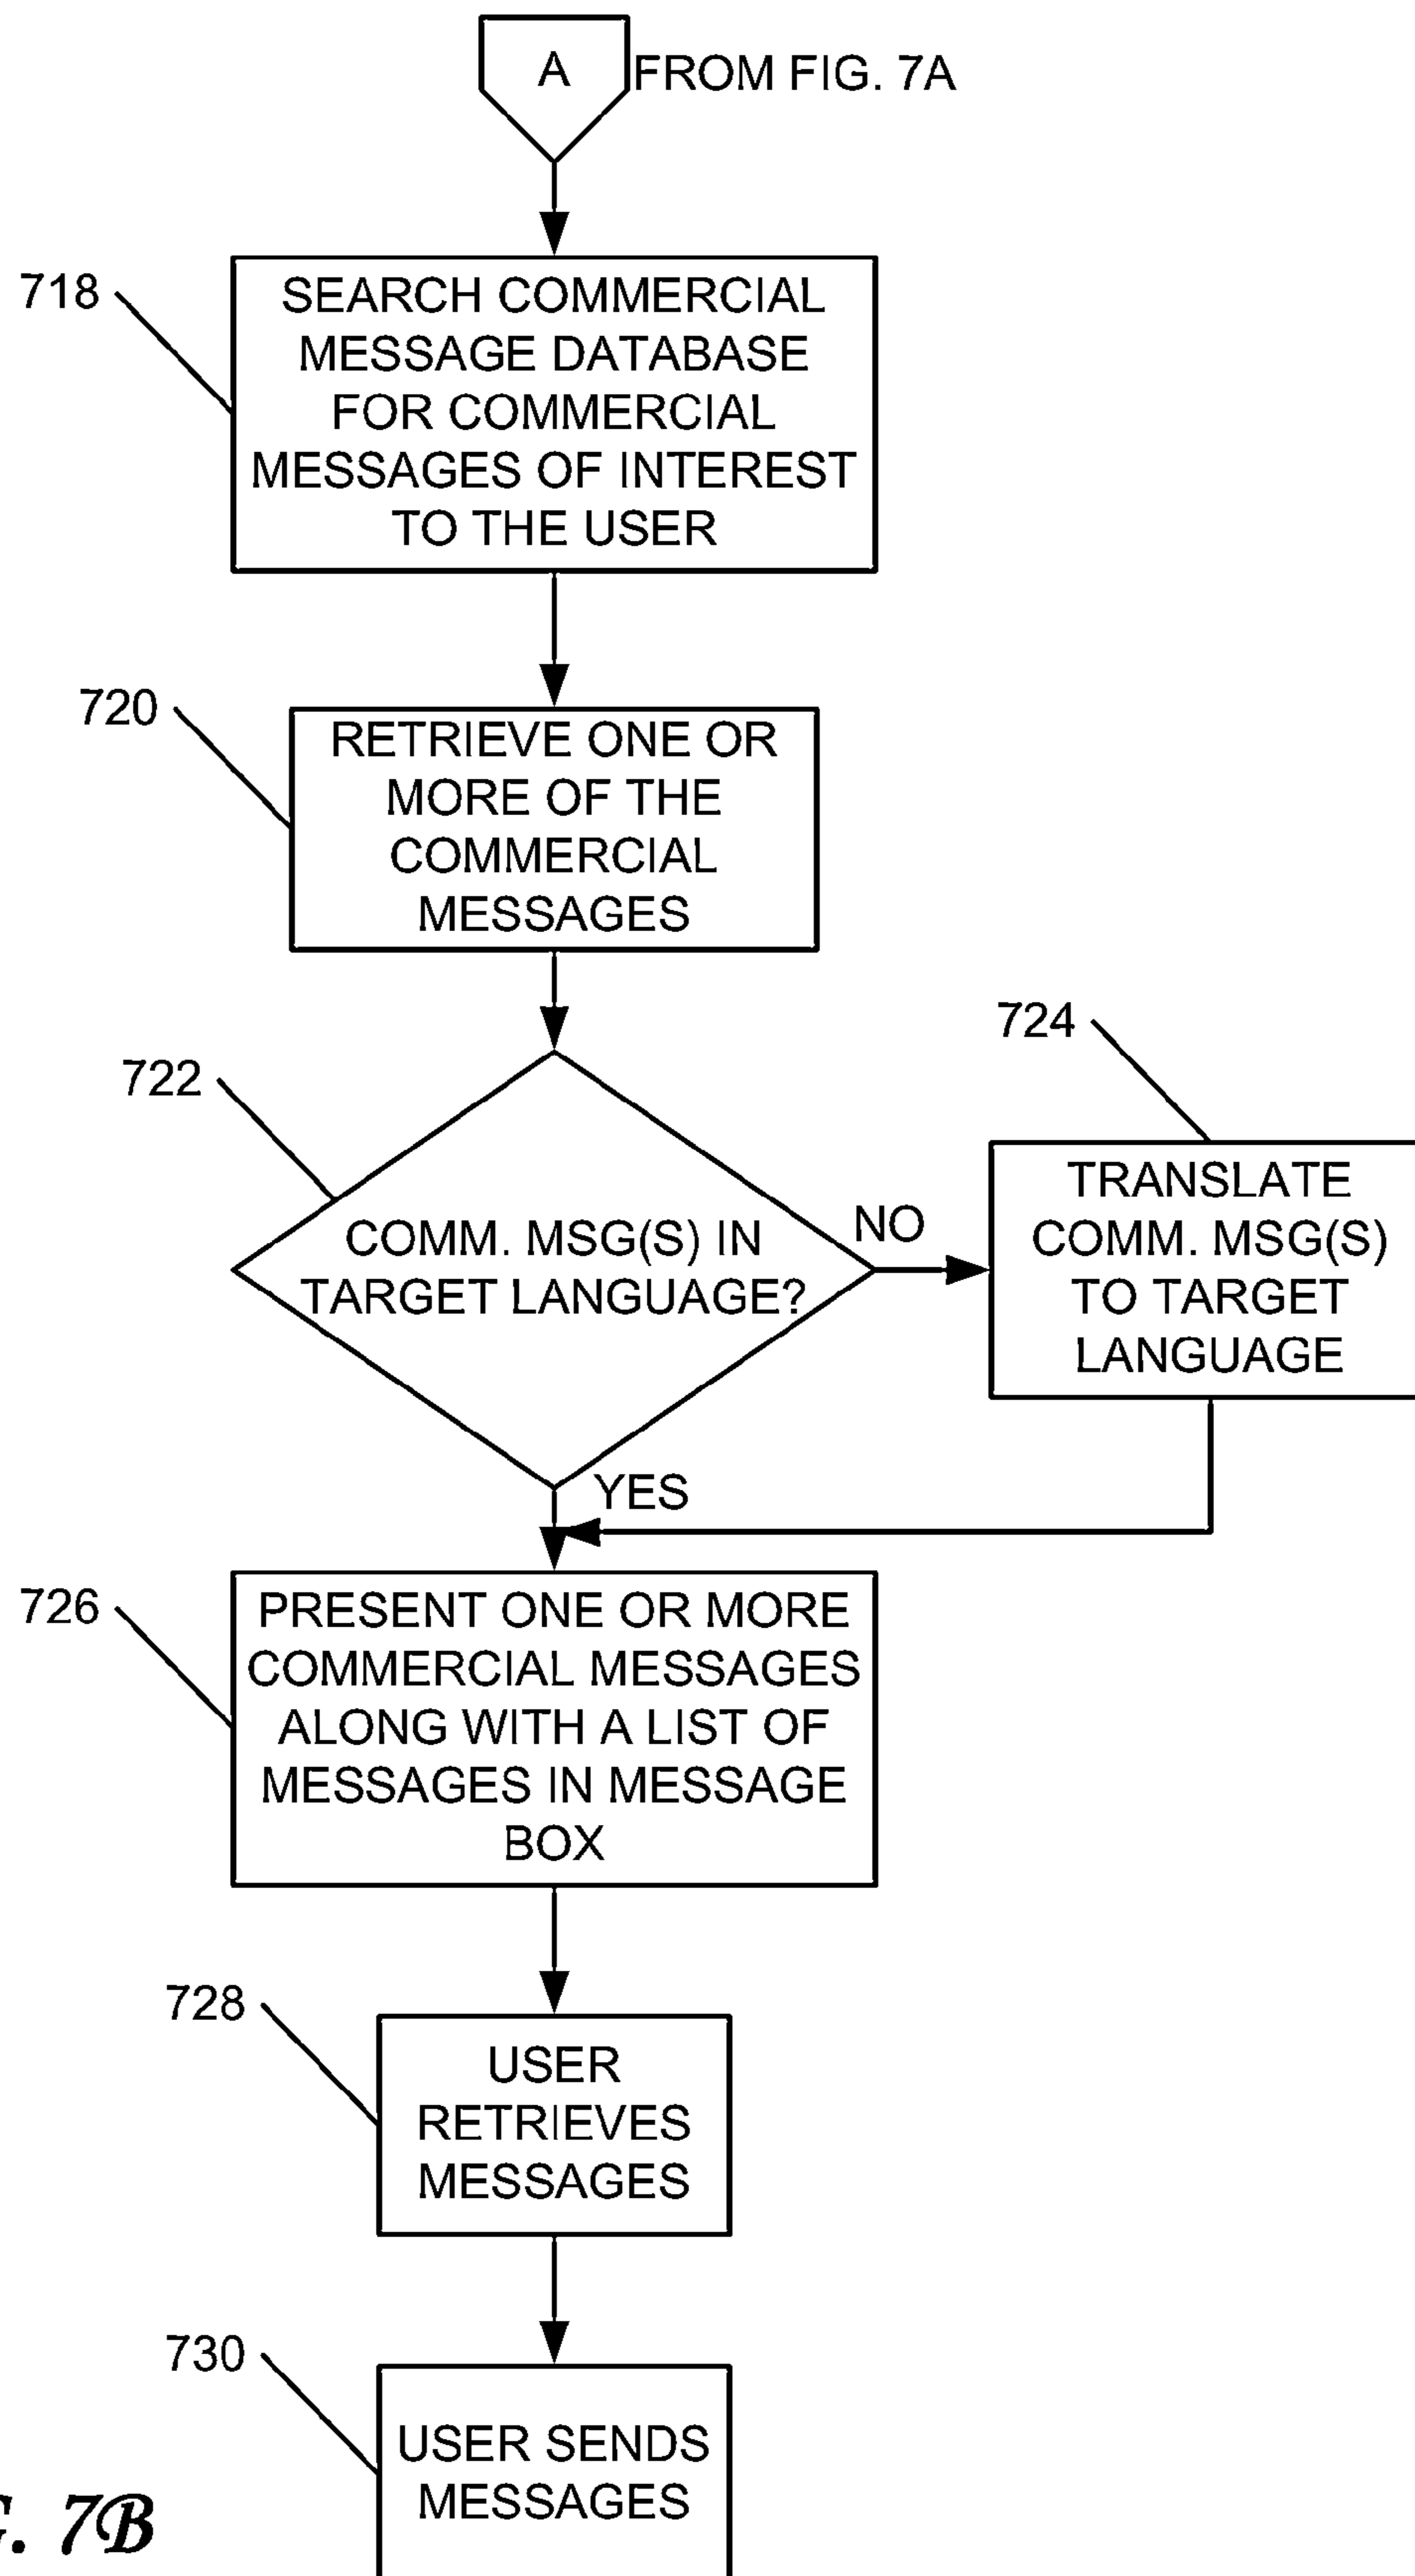 A
FROM FIG. 7A
718
SEARCH COMMERCIAL
MESSAGE DATABASE
FOR COMMERCIAL
MESSAGES OF INTEREST
TO THE USER
720
RETRIEVE ONE OR
MORE OF THE
COMMERCIAL
MESSAGES
722
COMM. MSG(S) IN
TARGET LANGUAGE?
NO
724
TRANSLATE
COMM. MSG(S)
TO TARGET
LANGUAGE
YES
726
PRESENT ONE OR MORE
COMMERCIAL MESSAGES
ALONG WITH A LIST OF
MESSAGES IN MESSAGE
BOX
728
USER
RETRIEVES
MESSAGES
730
USER SENDS
MESSAGES
G. 7B